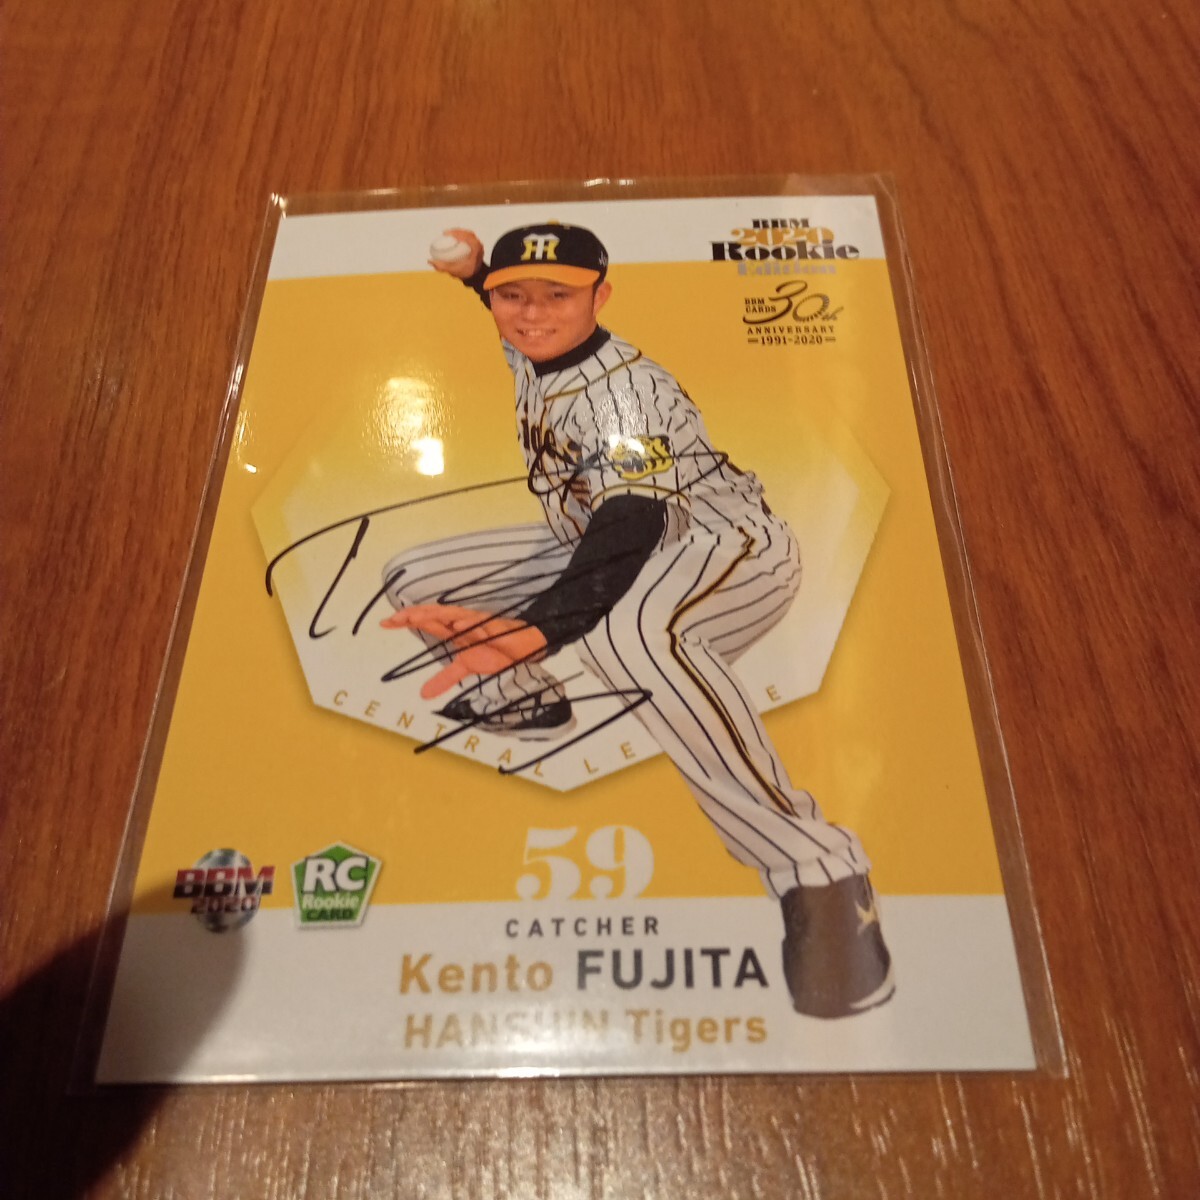 BBM
2020
Rookie
Edition
BBM
CARDS
30th
ANNIVERSARY
1991-2020
CENTRAL LE E
BBM
2020
RC
Rookie
CARD
59
CATCHER
Kento FUJITA
HANSHIN Tigers